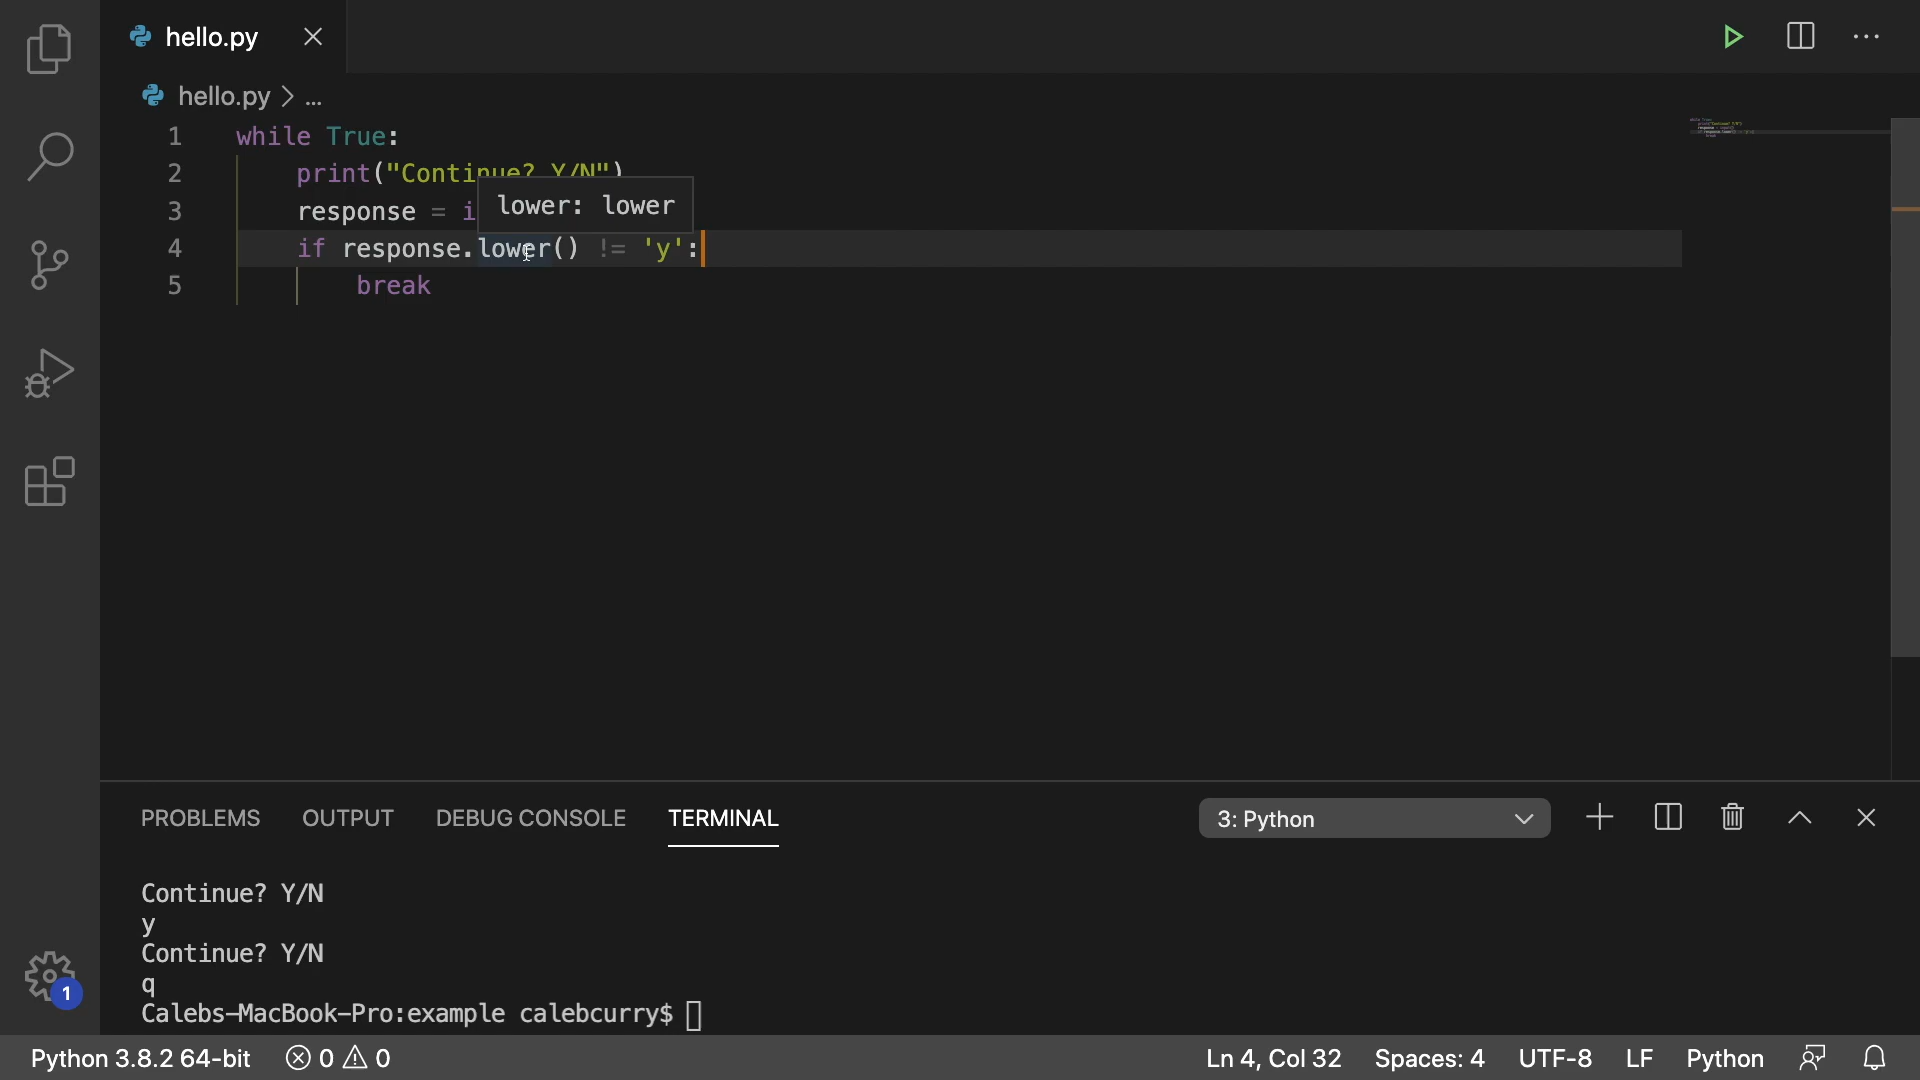 hello.py
hello.py > ...
1 while True:
2 print("Continue? Y/N")
3 response = i
lower: lower
4 if response.lower() != 'y':
5 break
PROBLEMS OUTPUT DEBUG CONSOLE TERMINAL 3: Python
Continue? Y/N
y
Continue? Y/N
q
Calebs-MacBook-Pro:example calebcurry$
1
Python 3.8.2 64-bit 0 0 Ln 4, Col 32 Spaces: 4 UTF-8 LF Python